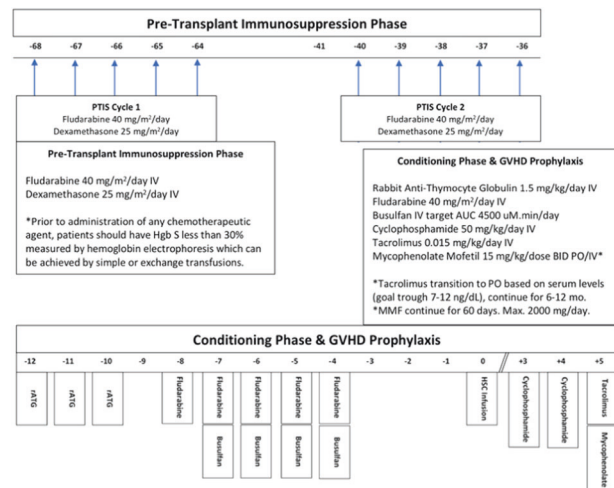 Pre-Transplant Immunosuppression Phase
-68 -67 -66 -65 -64 -41 -40 -39 -38 -37 -36
PTIS Cycle 1
Fludarabine 40 mg/m²/day
Dexamethasone 25 mg/m²/day
PTIS Cycle 2
Fludarabine 40 mg/m²/day
Dexamethasone 25 mg/m²/day
Pre-Transplant Immunosuppression Phase
Fludarabine 40 mg/m²/day IV
Dexamethasone 25 mg/m²/day IV
*Prior to administration of any chemotherapeutic
agent, patients should have Hgb S less than 30%
measured by hemoglobin electrophoresis which can
be achieved by simple or exchange transfusions.
Conditioning Phase & GVHD Prophylaxis
Rabbit Anti-Thymocyte Globulin 1.5 mg/kg/day IV
Fludarabine 40 mg/m²/day IV
Busulfan IV target AUC 4500 uM.min/day
Cyclophosphamide 50 mg/kg/day IV
Tacrolimus 0.015 mg/kg/day IV
Mycophenolate Mofetil 15 mg/kg/dose BID PO/IV*
*Tacrolimus transition to PO based on serum levels
(goal trough 7-12 ng/dL), continue for 6-12 mo.
*MMF continue for 60 days. Max. 2000 mg/day.
Conditioning Phase & GVHD Prophylaxis
-12 -11 -10 -9 -8 -7 -6 -5 -4 -3 -2 -1 0 +3 +4 +5
rATG
rATG
rATG
Fludarabine
Fludarabine
Fludarabine
Fludarabine
Fludarabine
HSC Infusion
Cyclophosphamide
Cyclophosphamide
Tacrolimus
Busulfan
Busulfan
Busulfan
Busulfan
Mycophenolate